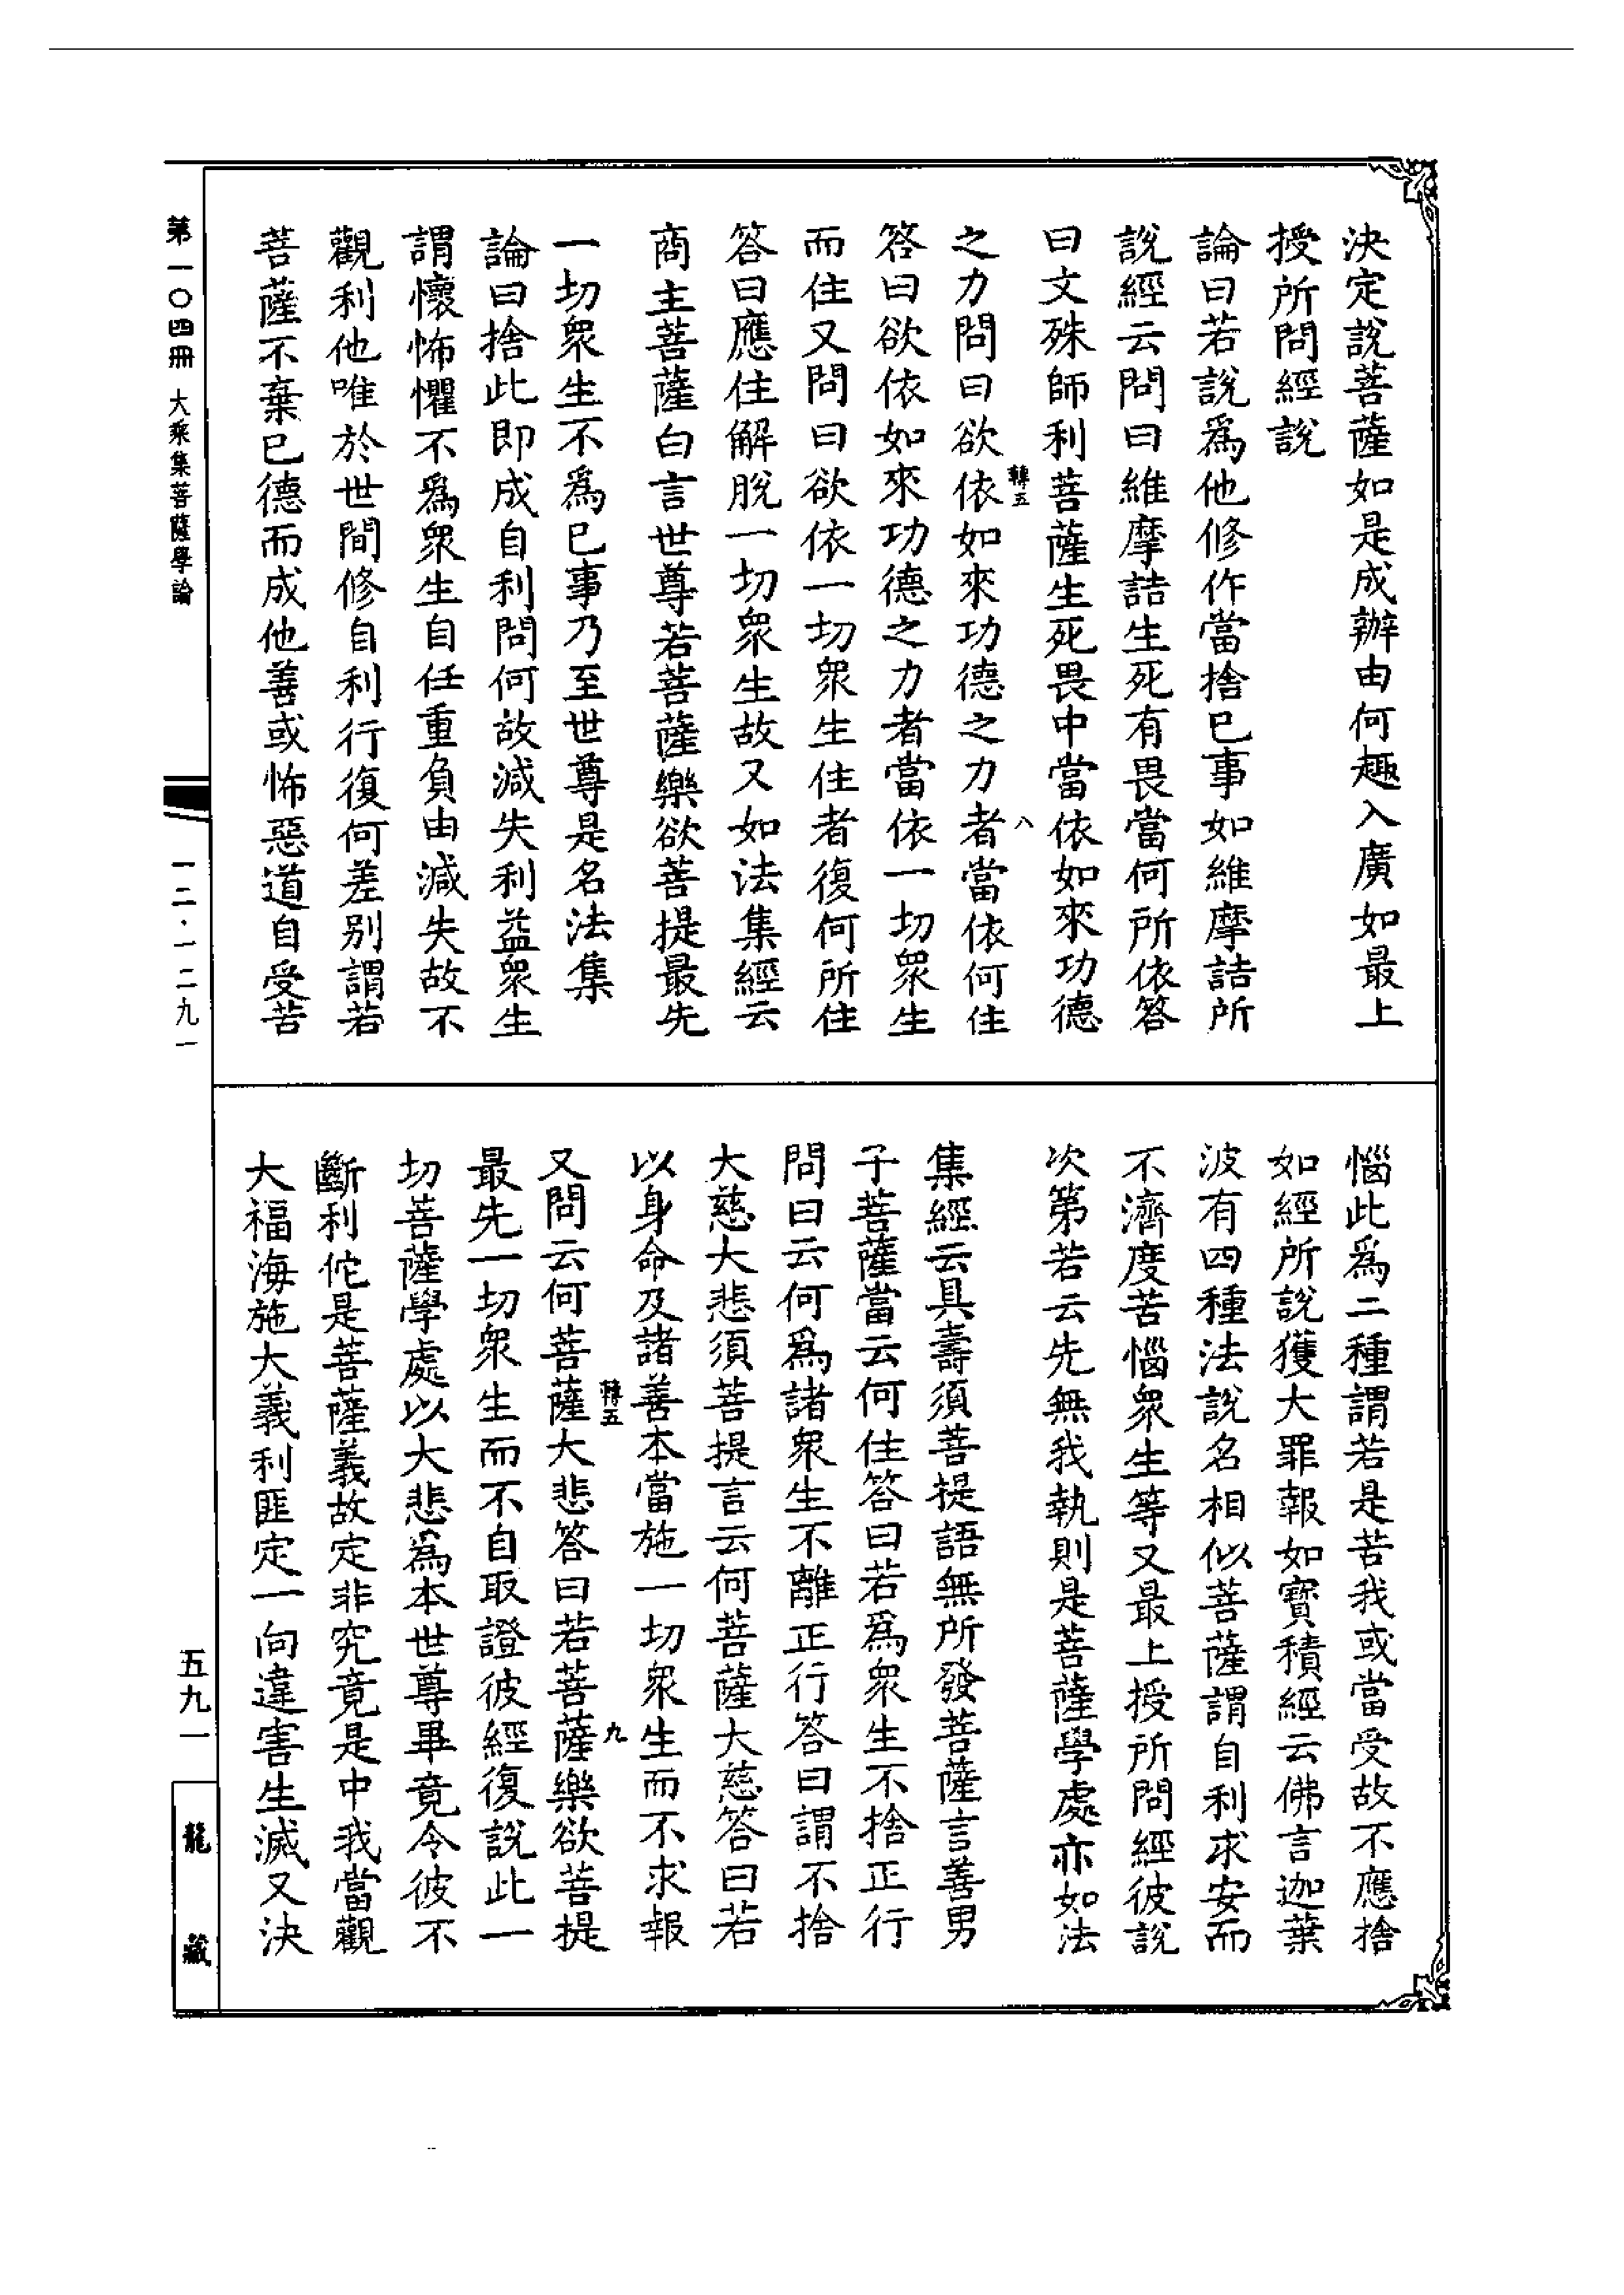 決定說菩薩如是成辦由何趣入廣如最上
授所問經說
論曰若說爲他修作當捨已事如維摩詰所
說經云問曰維摩詰生死有畏當何所依答
曰文殊師利菩薩生死畏中當依如來功德
轉五 八
之力問曰欲依如來功德之力者當依何住
答曰欲依如來功德之力者當依一切衆生
而住又問曰欲依一切衆生住者復何所住
答曰應住解脫一切衆生故又如法集經云
商主菩薩白言世尊若菩薩樂欲菩提最先
一切衆生不爲已事乃至世尊是名法集
論曰捨此即成自利問何故減失利益衆生
謂懷怖懼不爲衆生自任重負由減失故不
觀利他唯於世間修自利行復何差别謂若
菩薩不棄已德而成他善或怖惡道自受苦
惱此爲二種謂若是苦我或當受故不應捨
如經所說獲大罪報如寳積經云佛言迦葉
波有四種法說名相似菩薩謂自利求安而
不濟度苦惱衆生等又最上授所問經彼說
次第若云先無我執則是菩薩學處亦如法
集經云具壽須菩提語無所發菩薩言善男
子菩薩當云何住答曰若爲衆生不捨正行
問曰云何爲諸衆生不離正行答曰謂不捨
大慈大悲須菩提言云何菩薩大慈答曰若
以身命及諸善本當施一切衆生而不求報
轉五 九
又問云何菩薩大悲答曰若菩薩樂欲菩提
最先一切衆生而不自取證彼經復說此一
切菩薩學處以大悲爲本世尊畢竟令彼不
斷利佗是菩薩義故定非究竟是中我當觀
大福海施大義利匪定一向違害生滅又決
第一〇四冊 大乘集菩薩學論
一二·一二九一
五九一
龍藏